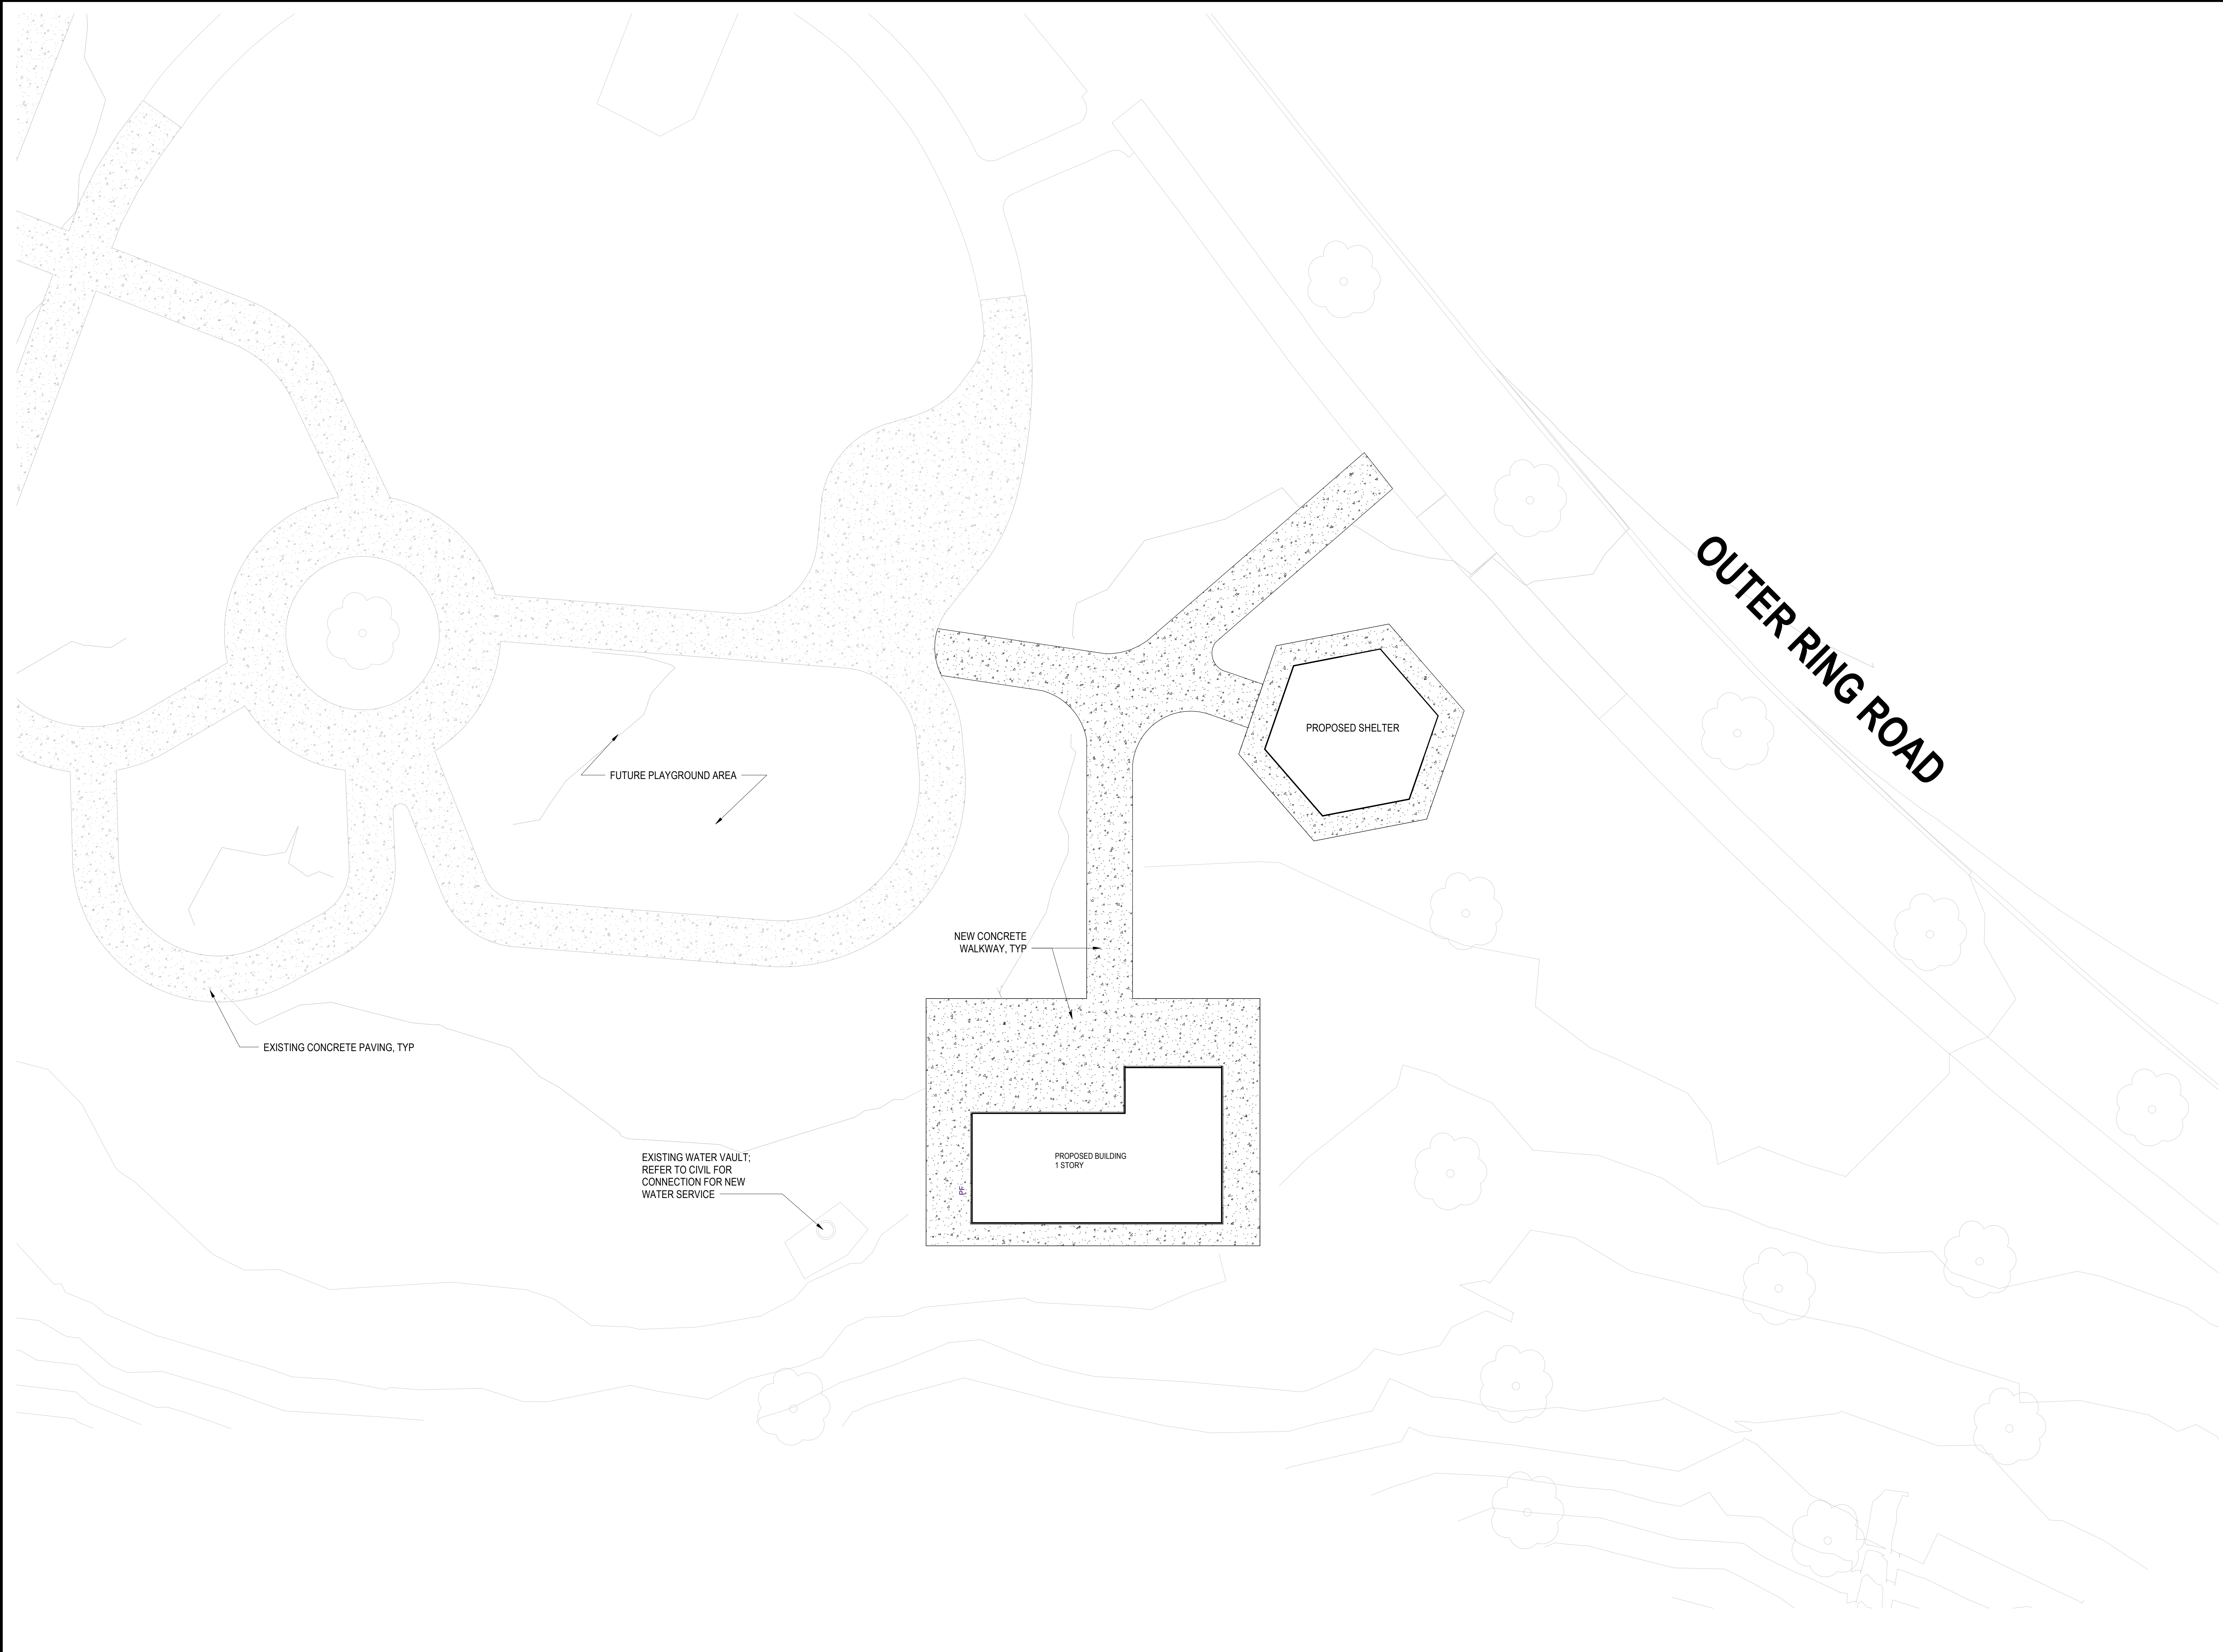 OUTER RING ROAD
PROPOSED SHELTER
FUTURE PLAYGROUND AREA
NEW CONCRETE
WALKWAY, TYP
EXISTING CONCRETE PAVING, TYP
EXISTING WATER VAULT;
REFER TO CIVIL FOR
CONNECTION FOR NEW
WATER SERVICE
PROPOSED BUILDING
1 STORY
PF